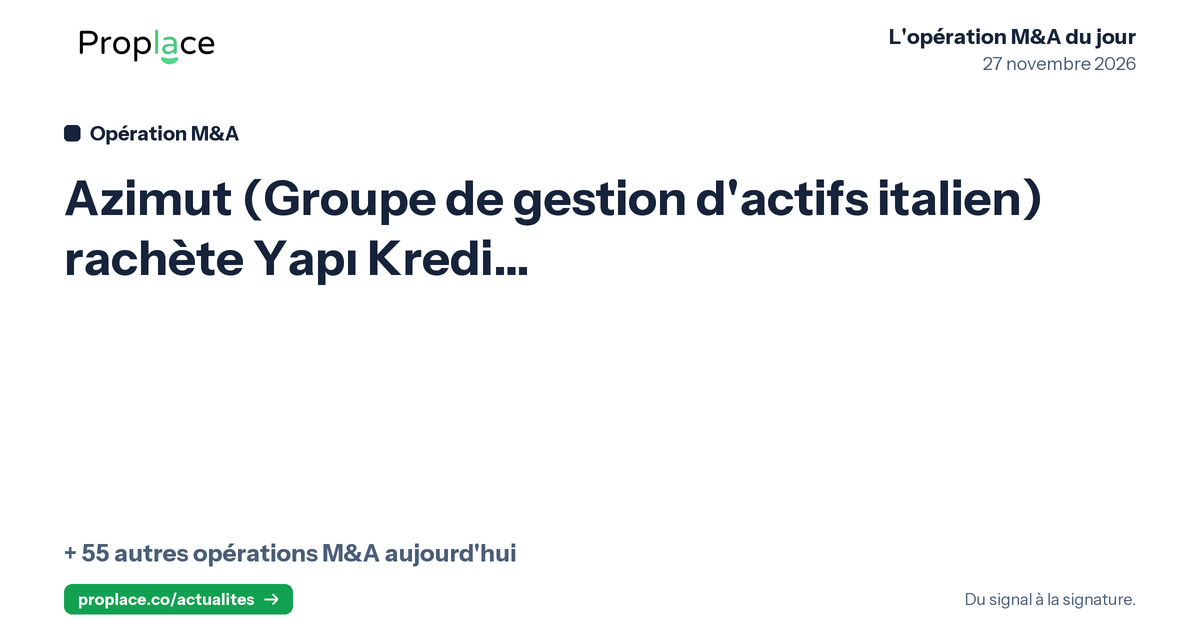 Proplace
L'opération M&A du jour
27 novembre 2026
Opération M&A
Azimut (Groupe de gestion d'actifs italien)
rachète Yapı Kredi...
+ 55 autres opérations M&A aujourd'hui
proplace.co/actualites →
Du signal à la signature.